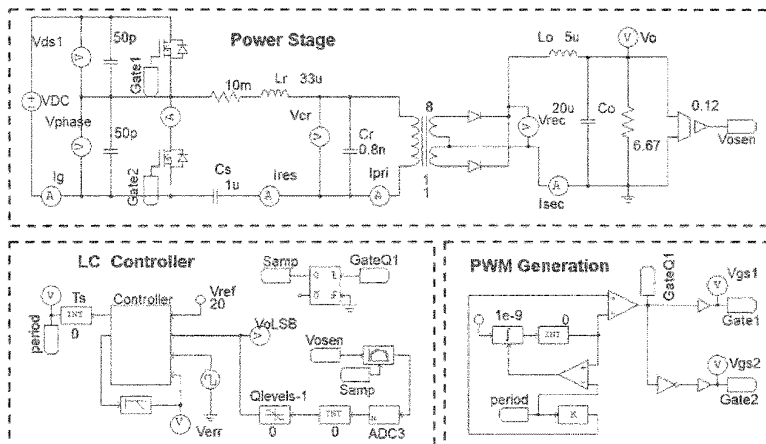 Power Stage
Vds1
50p
Gate1
VDC
Vphase
50p
Gate2
Ig
10m
Lr 33u
Vcr
Cr
0.8n
Cs
1u
Ires
Ipri
8
1
1
Lo 5u
Vo
Vrec
20u
Co
6.67
0.12
Vosen
Isec
LC Controller
Samp
GateQ1
Ts
0
period
Controller
Vref
20
VoLSB
Vosen
Samp
Qlevels-1
0
0
ADC3
Verr
PWM Generation
GateQ1
1e-9
0
period
K
Vgs1
Gate1
Vgs2
Gate2